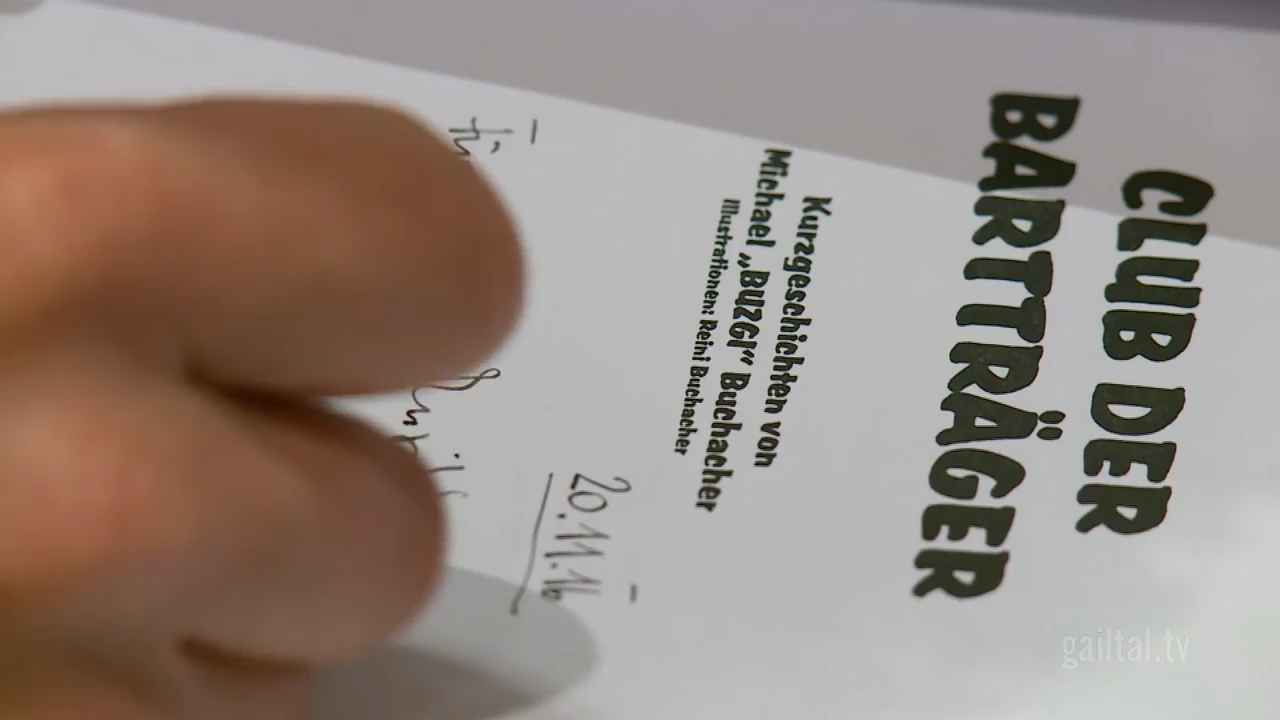 CLUB DER
BARTTRÄGER
Kurzgeschichten von
Michael „BUZGI“ Buchacher
Illustrationen: Reini Buchacher
20.11.16
gailtal.tv